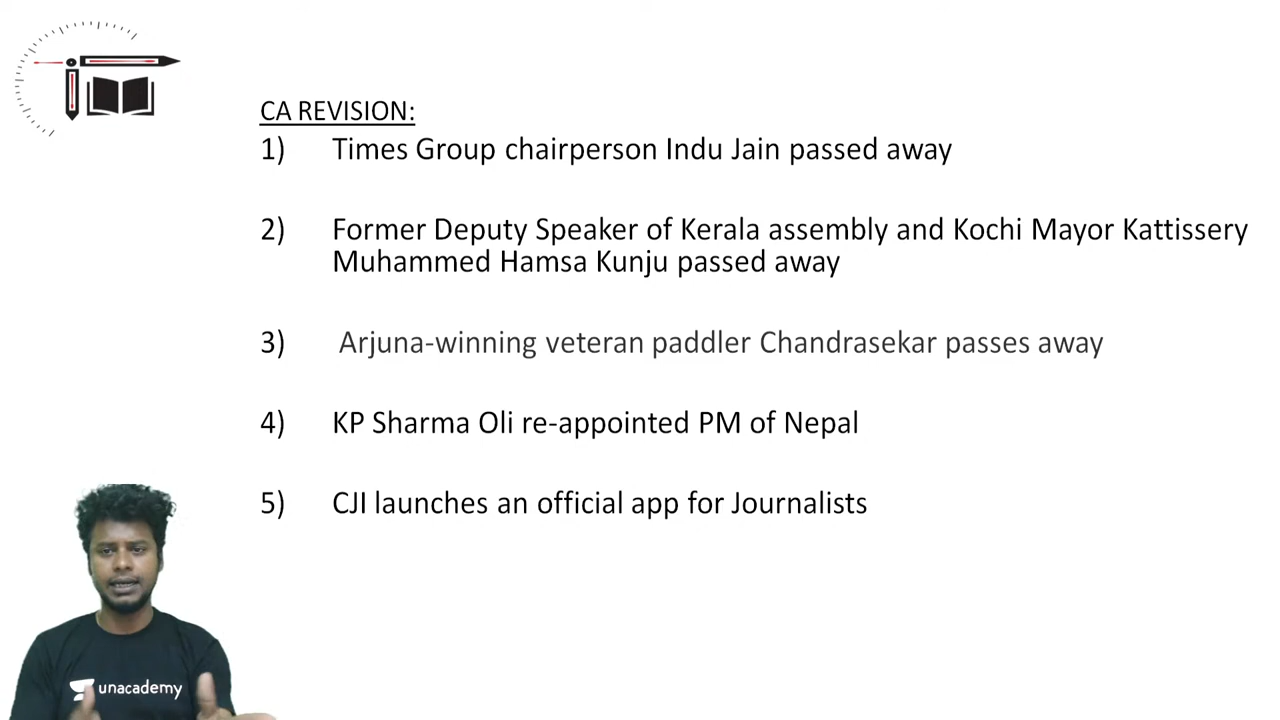 CA REVISION:
1) Times Group chairperson Indu Jain passed away
2) Former Deputy Speaker of Kerala assembly and Kochi Mayor Kattissery
Muhammed Hamsa Kunju passed away
3) Arjuna-winning veteran paddler Chandrasekar passes away
4) KP Sharma Oli re-appointed PM of Nepal
5) CJI launches an official app for Journalists
unacademy